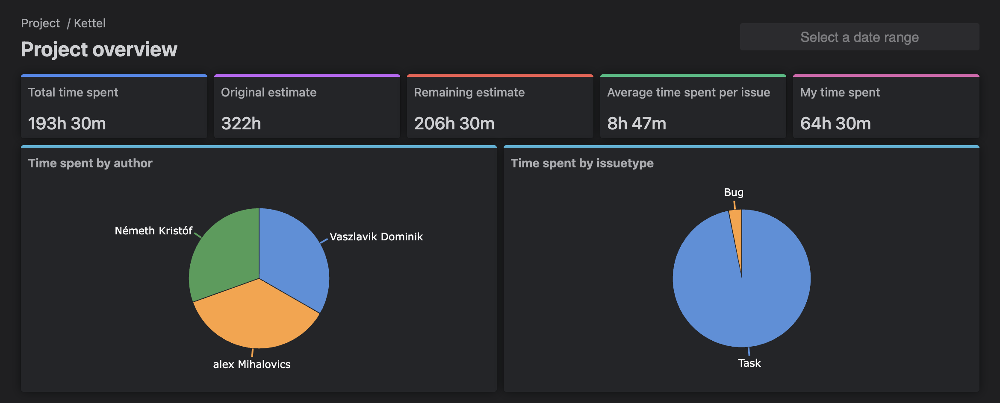 Project / Kettel
Project overview
Select a date range
Total time spent
193h 30m
Original estimate
322h
Remaining estimate
206h 30m
Average time spent per issue
8h 47m
My time spent
64h 30m
Time spent by author
Németh Kristóf
Vaszlavik Dominik
alex Mihalovics
Time spent by issuetype
Bug
Task